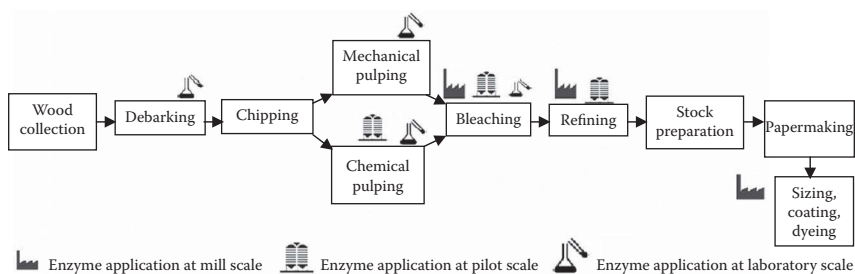 Wood
collection
Debarking
Chipping
Mechanical
pulping
Chemical
pulping
Bleaching
Refining
Stock
preparation
Papermaking
Sizing,
coating,
dyeing
Enzyme application at mill scale
Enzyme application at pilot scale
Enzyme application at laboratory scale